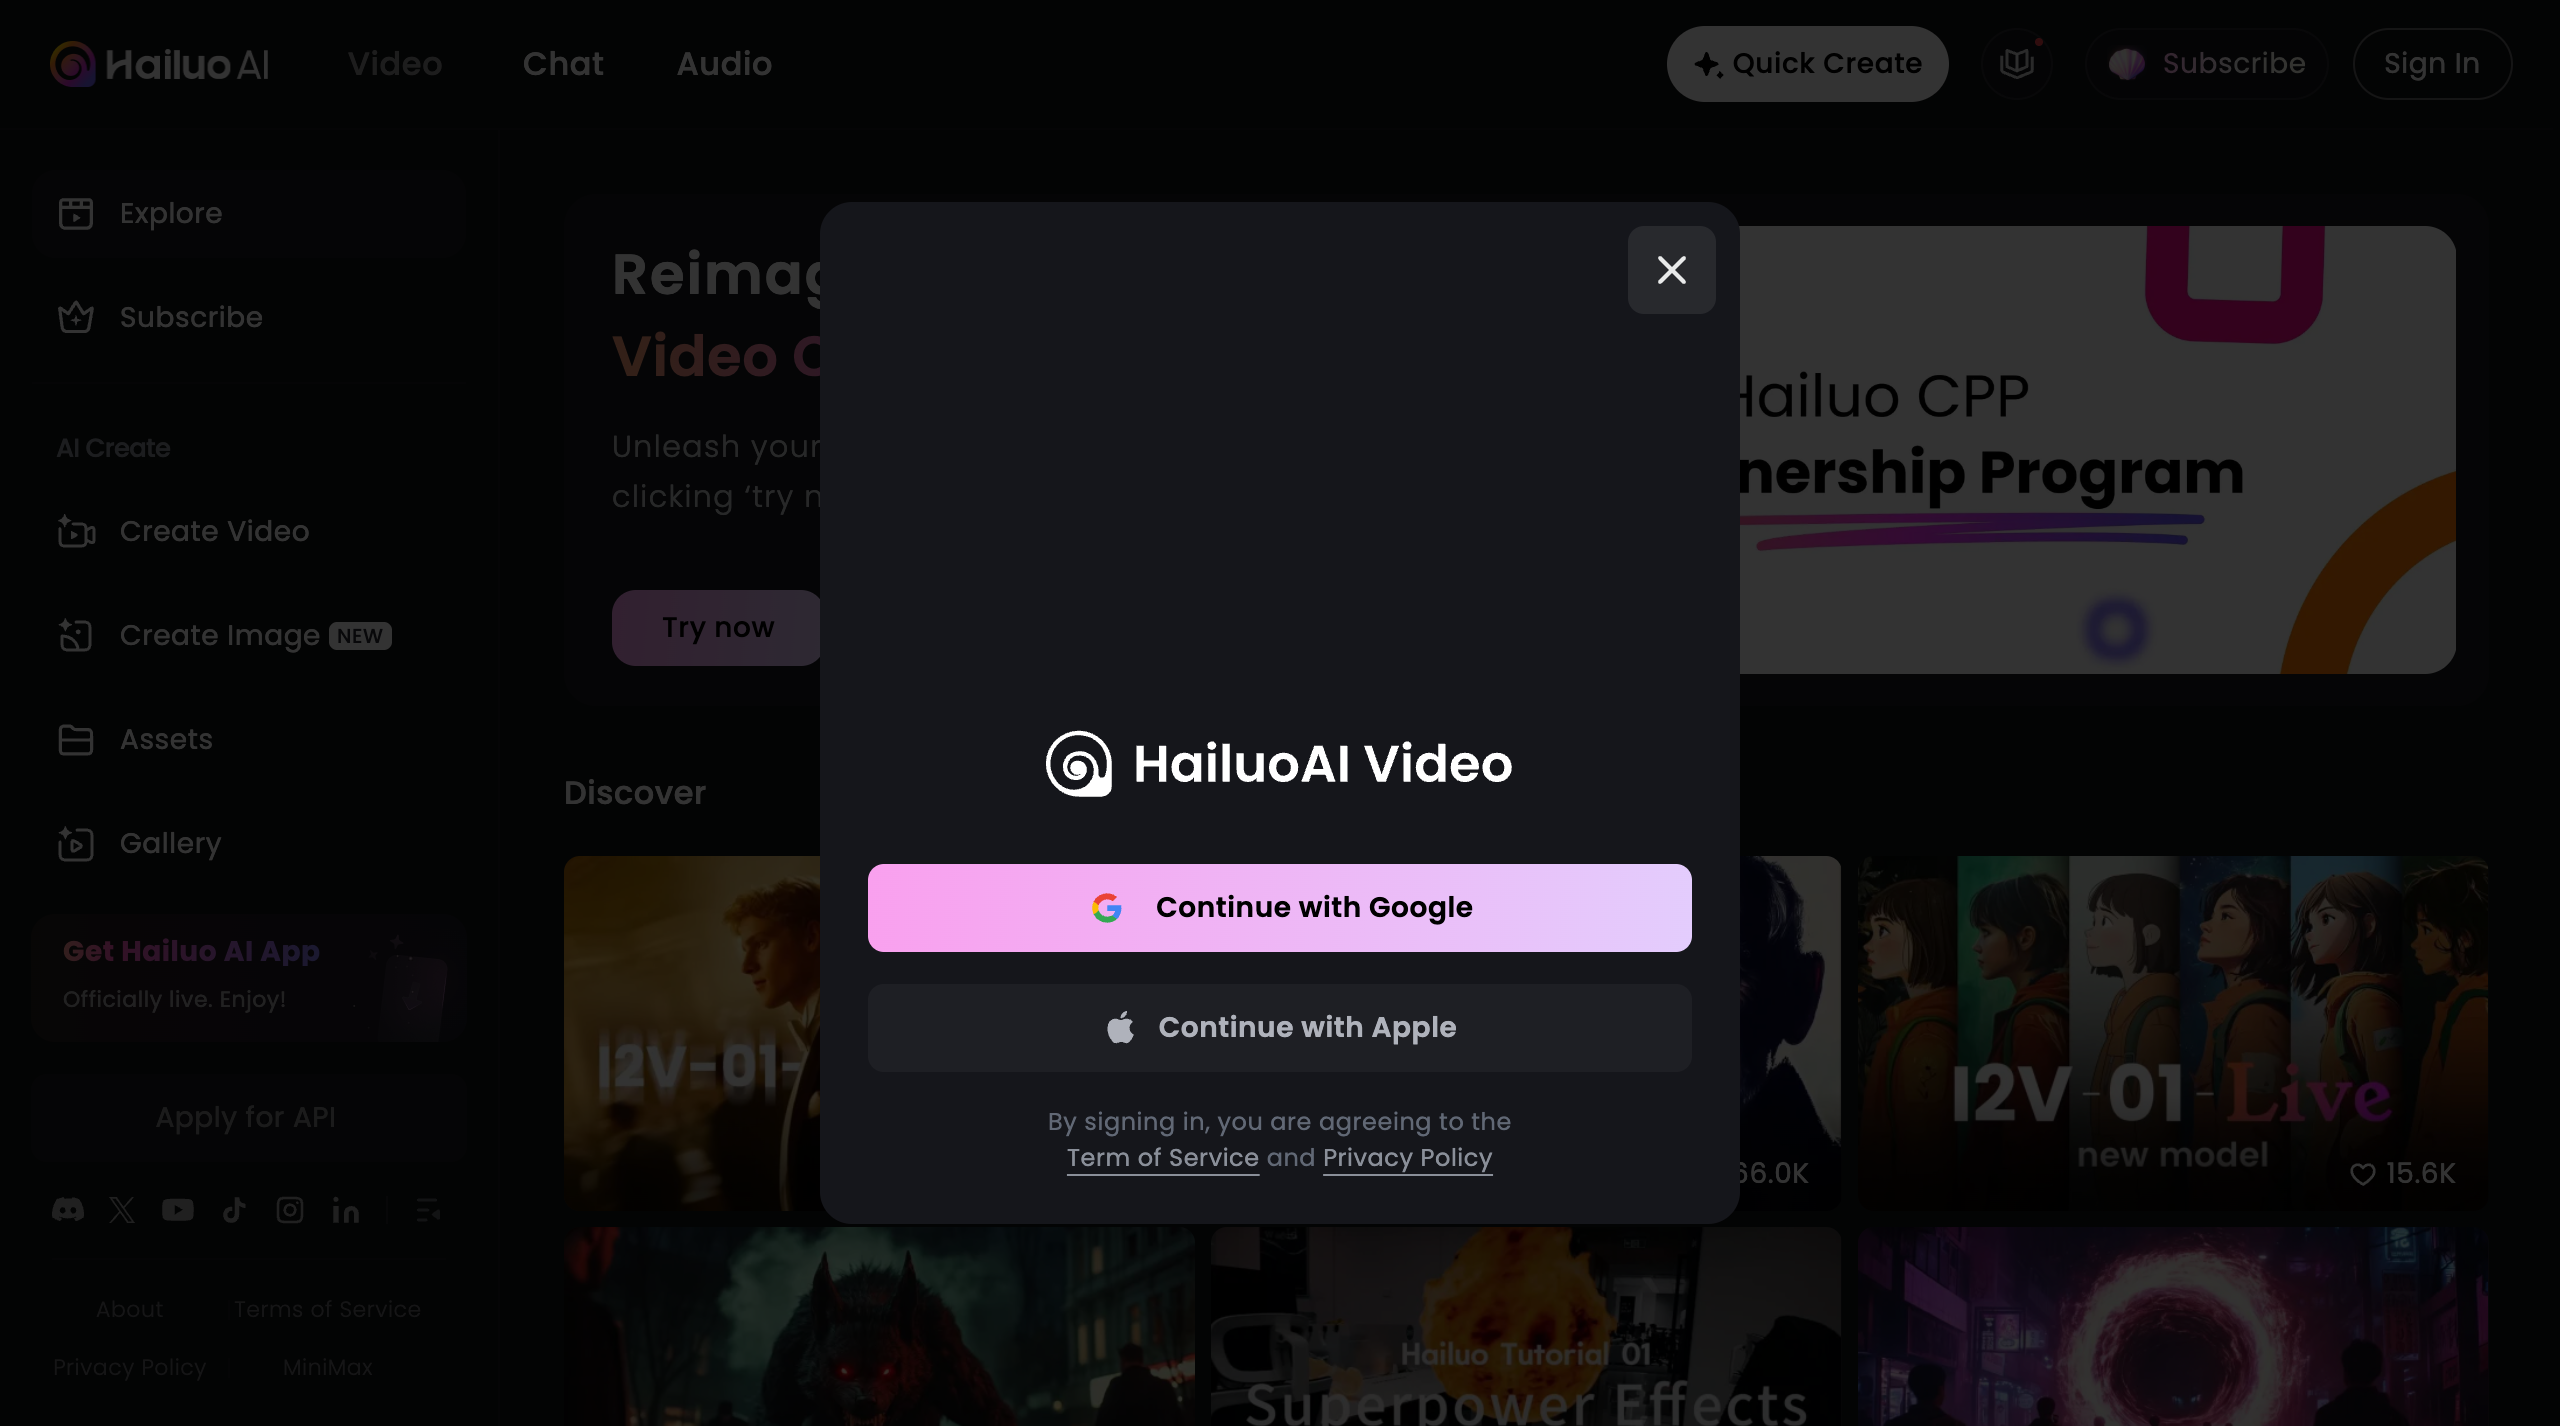 Hailuo AI
Video
Chat
Audio
Quick Create
Subscribe
Sign In
Explore
Subscribe
AI Create
Create Video
Create Image NEW
Assets
Gallery
Get Hailuo AI App
Officially live. Enjoy!
Apply for API
About
Terms of Service
Privacy Policy
MiniMax
Video
Unleash your
clicking ‘try
Try now
Hailuo CPP
Program
Discover
HailuoAI Video
Continue with Google
Continue with Apple
By signing in, you are agreeing to the
Term of Service and Privacy Policy
I2V-01-
66.0K
I2V-01-Live
new model
15.6K
Hailuo Tutorial 01
Superpower Effects